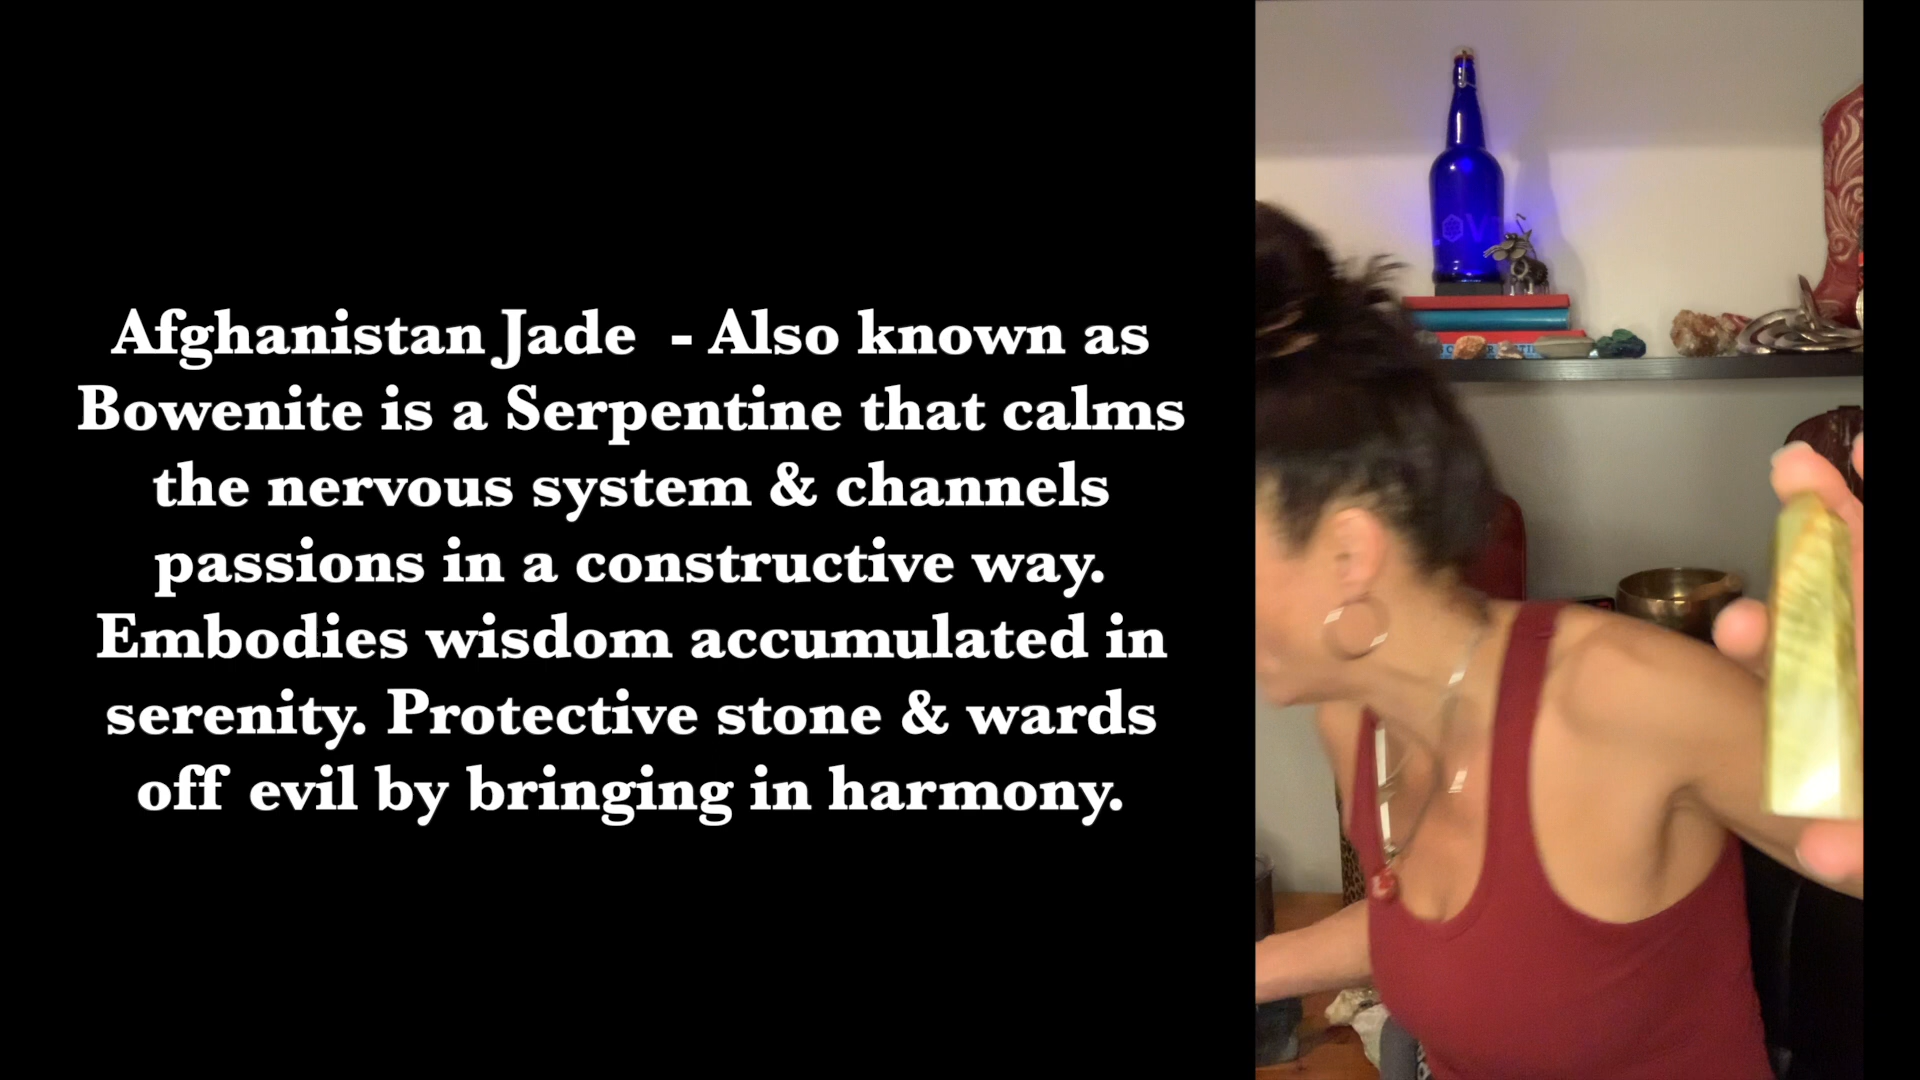 Afghanistan Jade  - Also known as
Bowenite is a Serpentine that calms
the nervous system & channels
passions in a constructive way.
Embodies wisdom accumulated in
serenity. Protective stone & wards
off evil by bringing in harmony.